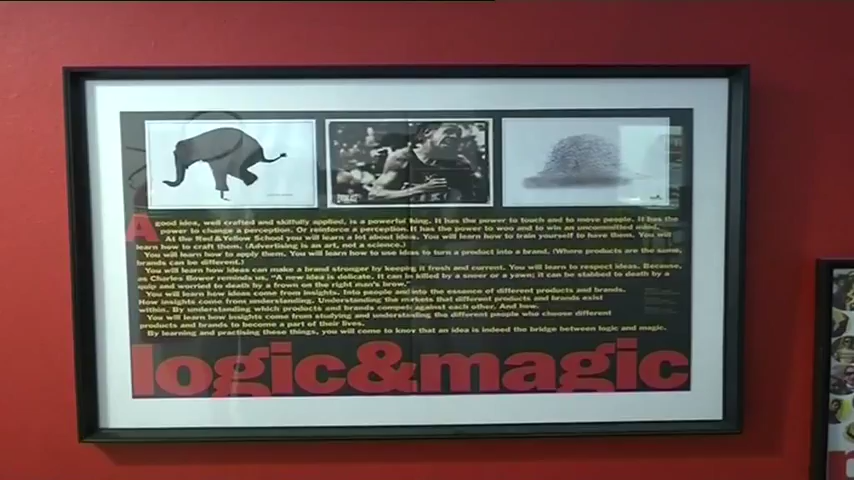 A good idea, well crafted and skilfully applied, is a powerful thing. It has the power to touch and to move people. It has the
power to change a perception. Or reinforce a perception. It has the power to woo and to win an uncommitted mind.
At the Red & Yellow School you will learn a lot about ideas. You will learn how to train yourself to have them. You will
learn how to craft them. (Advertising is an art, not a science.)
You will learn how to apply them. You will learn how to use ideas to turn a product into a brand. (Where products are the same,
brands can be different.)
You will learn how ideas can make a brand stronger by keeping it fresh and current. You will learn to respect ideas. Because,
as Charles Bower reminds us, "A new idea is delicate. It can be killed by a sneer or a yawn; it can be stabbed to death by a
quip and worried to death by a frown on the right man's brow."
You will learn how ideas come from insights. Into people and into the essence of different products and brands.
How insights come from understanding. Understanding the markets that different products and brands exist
within. By understanding which products and brands compete against each other. And how.
You will learn how insights come from studying and understanding the different people who choose different
products and brands to become a part of their lives.
By learning and practising these things, you will come to know that an idea is indeed the bridge between logic and magic.
logic&magic